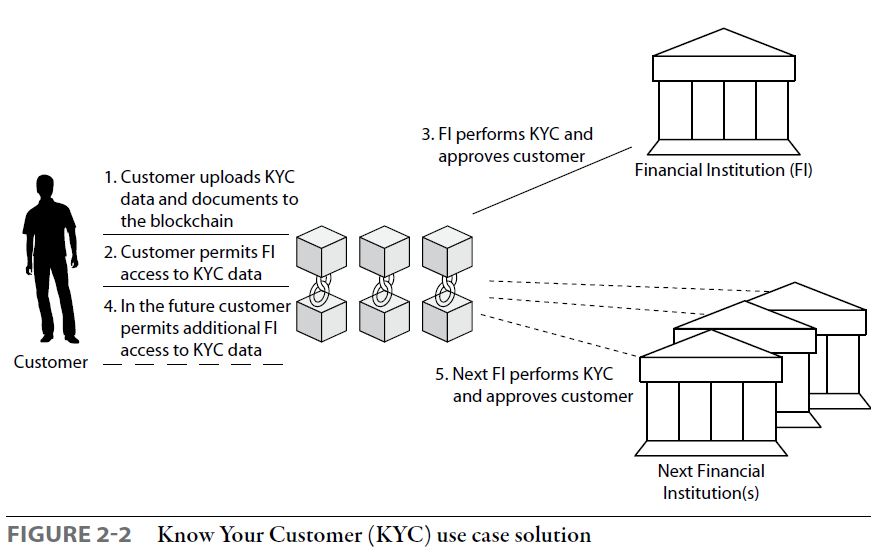 3. FI performs KYC and
approves customer
Financial Institution (FI)
1. Customer uploads KYC
data and documents to
the blockchain
2. Customer permits FI
access to KYC data
4. In the future customer
permits additional FI
access to KYC data
Customer
5. Next FI performs KYC
and approves customer
Next Financial
Institution(s)
FIGURE 2-2 Know Your Customer (KYC) use case solution